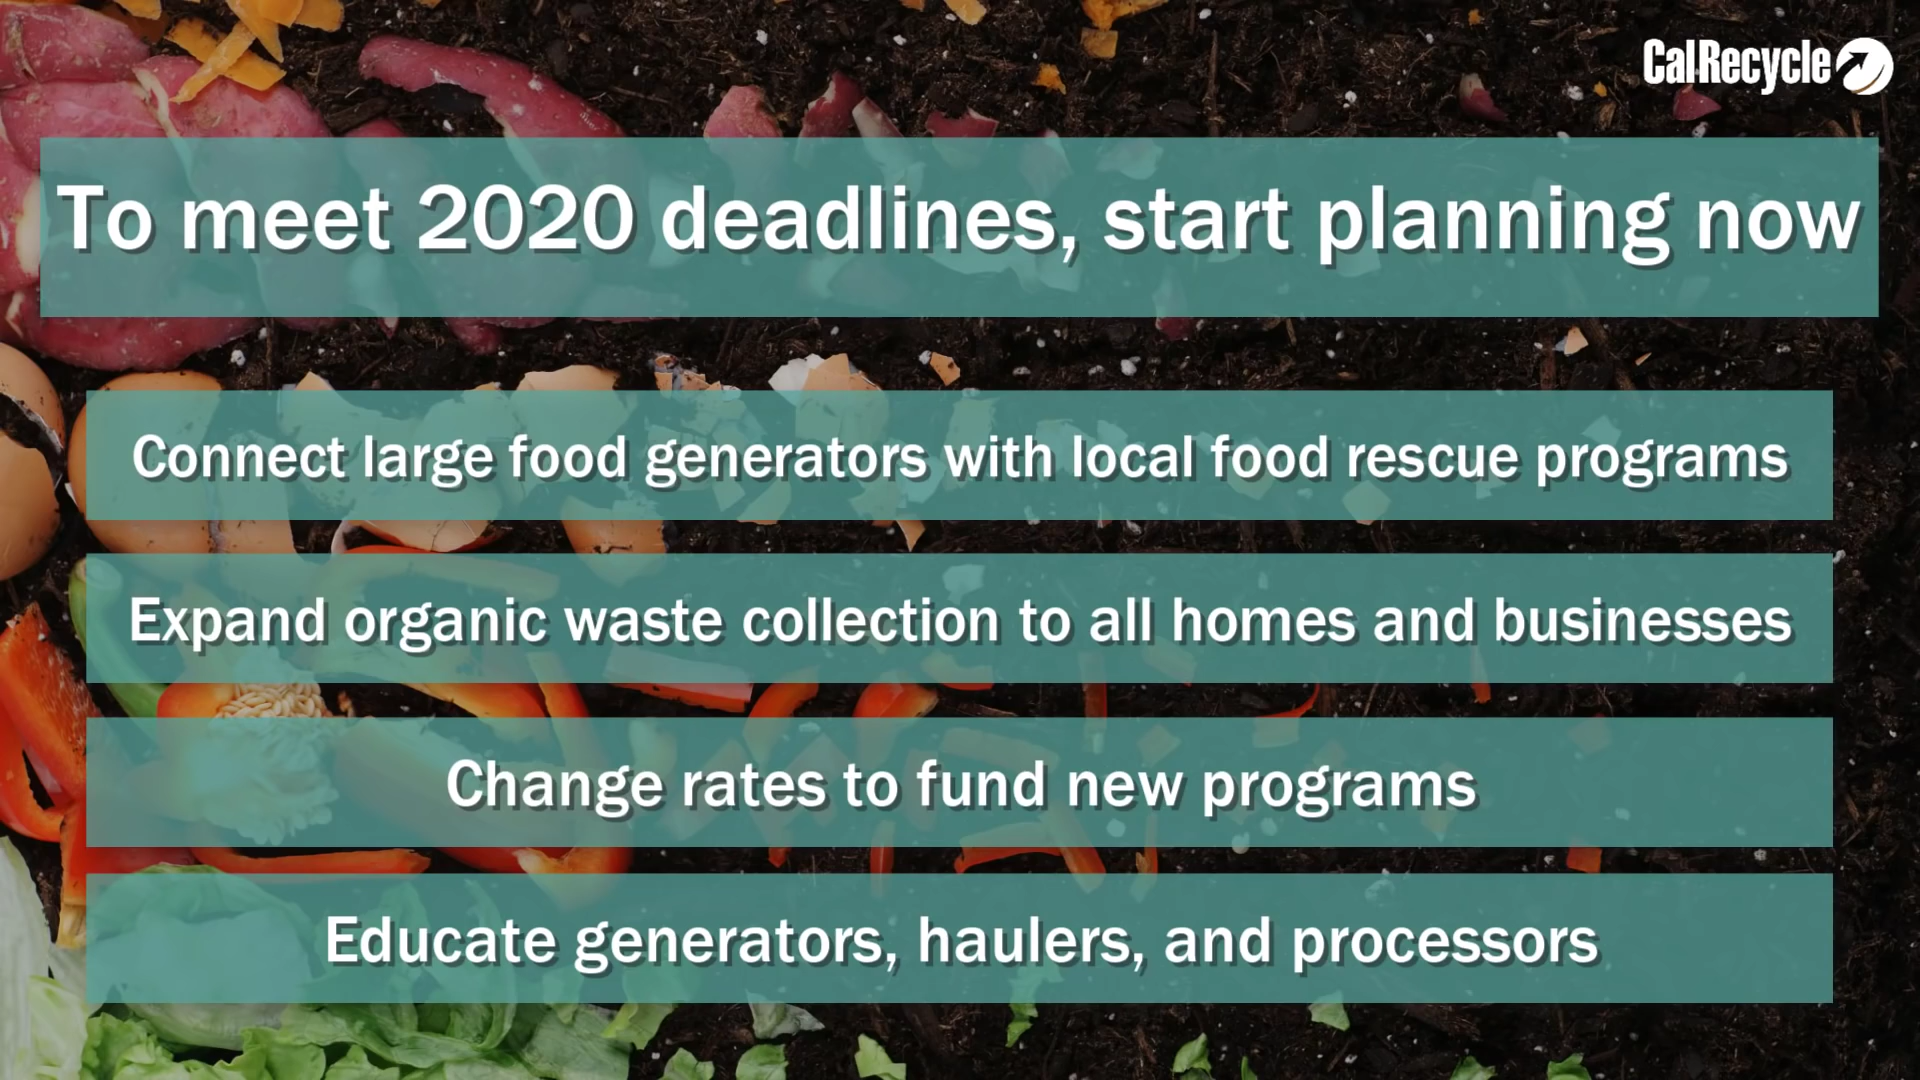 CalRecycle
To meet 2020 deadlines, start planning now
Connect large food generators with local food rescue programs
Expand organic waste collection to all homes and businesses
Change rates to fund new programs
Educate generators, haulers, and processors